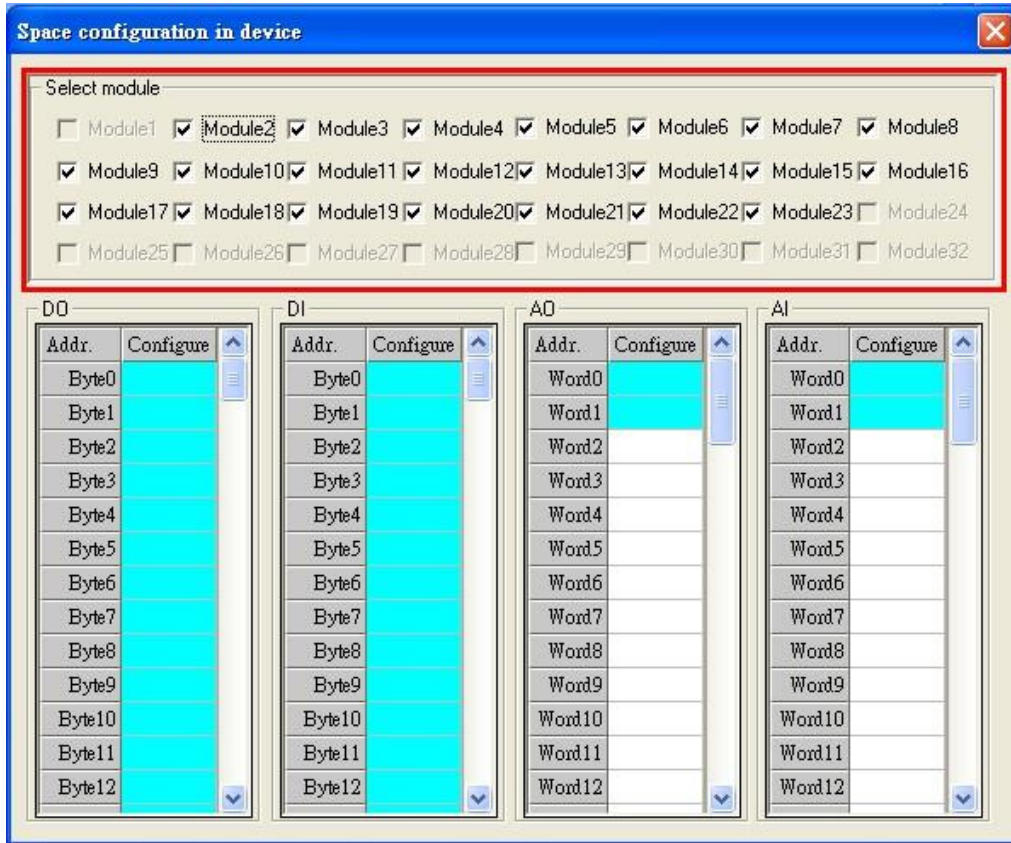 Space configuration in device
Select module
Module1 Module2 Module3 Module4 Module5 Module6 Module7 Module8
Module9 Module10 Module11 Module12 Module13 Module14 Module15 Module16
Module17 Module18 Module19 Module20 Module21 Module22 Module23 Module24
Module25 Module26 Module27 Module28 Module29 Module30 Module31 Module32
DO DI AO AI
Addr. Configure Addr. Configure Addr. Configure Addr. Configure
Byte0 Byte0 Word0 Word0
Byte1 Byte1 Word1 Word1
Byte2 Byte2 Word2 Word2
Byte3 Byte3 Word3 Word3
Byte4 Byte4 Word4 Word4
Byte5 Byte5 Word5 Word5
Byte6 Byte6 Word6 Word6
Byte7 Byte7 Word7 Word7
Byte8 Byte8 Word8 Word8
Byte9 Byte9 Word9 Word9
Byte10 Byte10 Word10 Word10
Byte11 Byte11 Word11 Word11
Byte12 Byte12 Word12 Word12